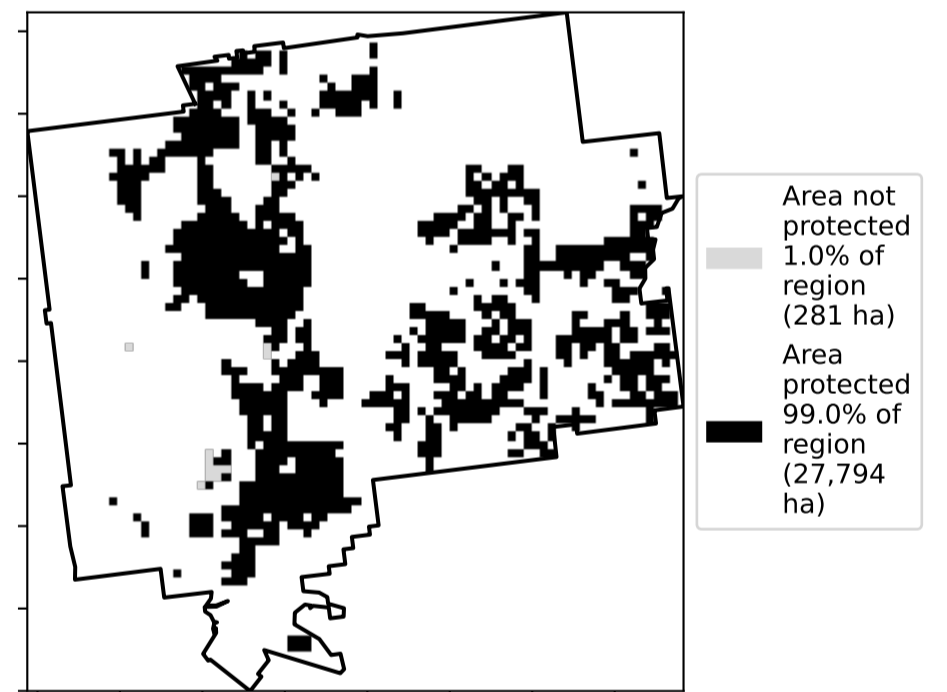 Area not
protected
1.0% of
region
(281 ha)
Area
protected
99.0% of
region
(27,794
ha)